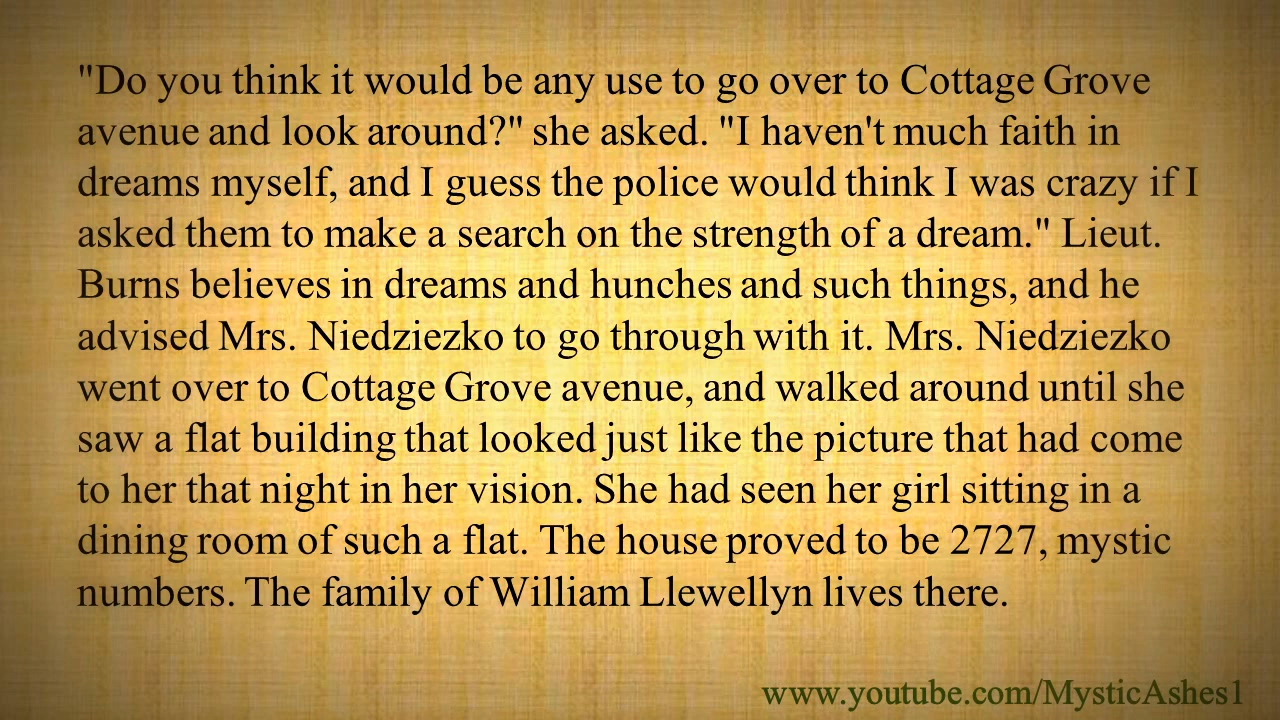 "Do you think it would be any use to go over to Cottage Grove
avenue and look around?" she asked. "I haven't much faith in
dreams myself, and I guess the police would think I was crazy if I
asked them to make a search on the strength of a dream." Lieut.
Burns believes in dreams and hunches and such things, and he
advised Mrs. Niedziezko to go through with it. Mrs. Niedziezko
went over to Cottage Grove avenue, and walked around until she
saw a flat building that looked just like the picture that had come
to her that night in her vision. She had seen her girl sitting in a
dining room of such a flat. The house proved to be 2727, mystic
numbers. The family of William Llewellyn lives there.
www.youtube.com/MysticAshes1